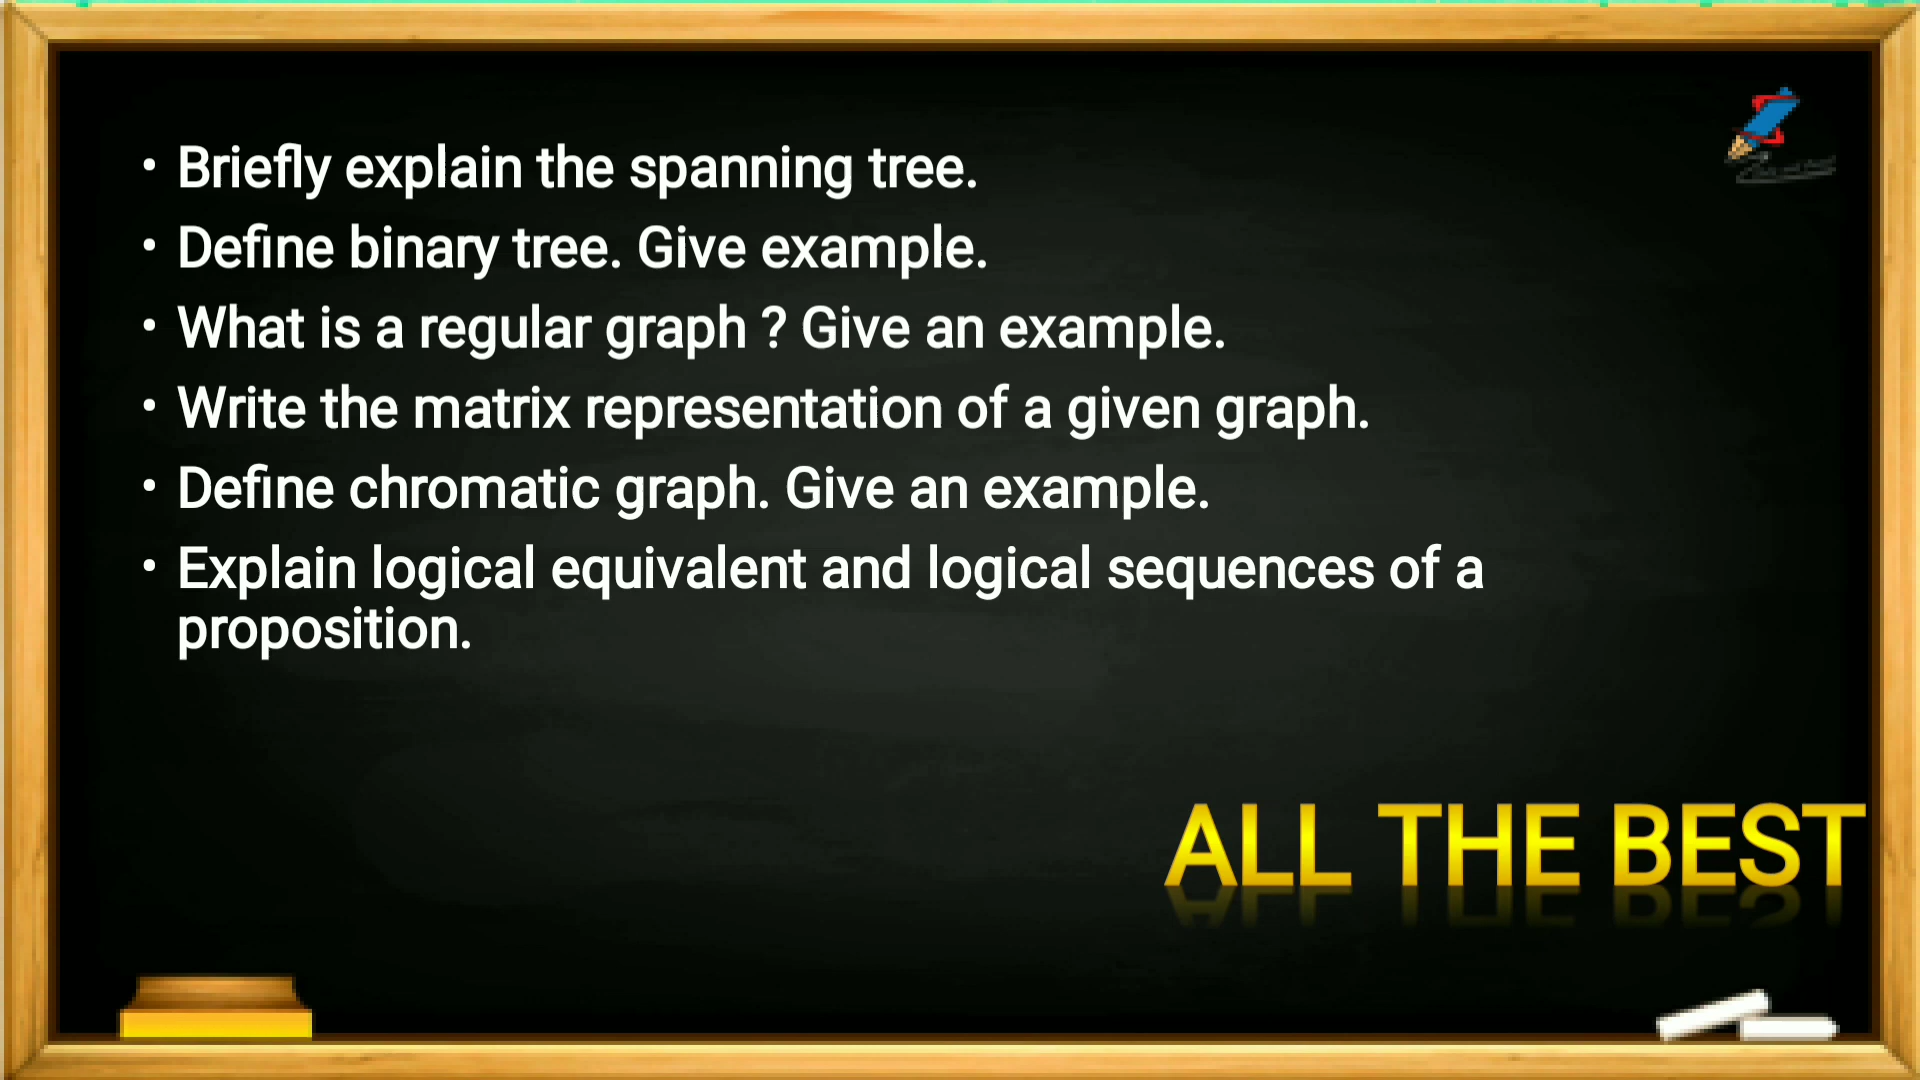 • Briefly explain the spanning tree.
• Define binary tree. Give example.
• What is a regular graph ? Give an example.
• Write the matrix representation of a given graph.
• Define chromatic graph. Give an example.
• Explain logical equivalent and logical sequences of a
proposition.
ALL THE BEST